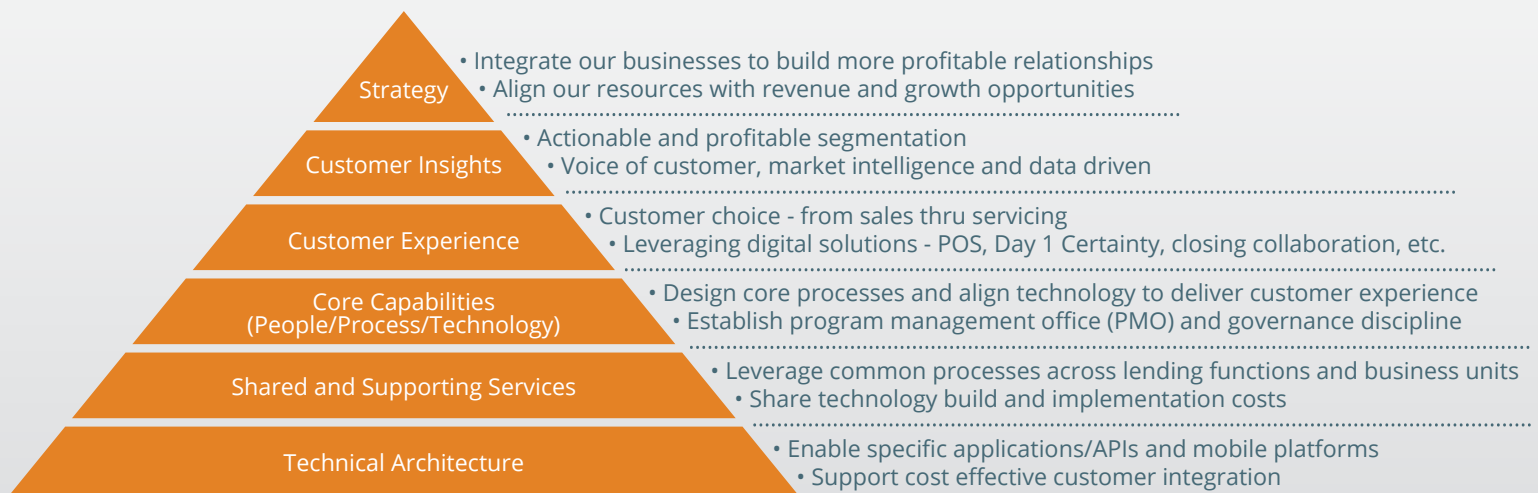 Strategy
• Integrate our businesses to build more profitable relationships
• Align our resources with revenue and growth opportunities
Customer Insights
• Actionable and profitable segmentation
• Voice of customer, market intelligence and data driven
Customer Experience
• Customer choice - from sales thru servicing
• Leveraging digital solutions - POS, Day 1 Certainty, closing collaboration, etc.
Core Capabilities
(People/Process/Technology)
• Design core processes and align technology to deliver customer experience
• Establish program management office (PMO) and governance discipline
Shared and Supporting Services
• Leverage common processes across lending functions and business units
• Share technology build and implementation costs
Technical Architecture
• Enable specific applications/APIs and mobile platforms
• Support cost effective customer integration